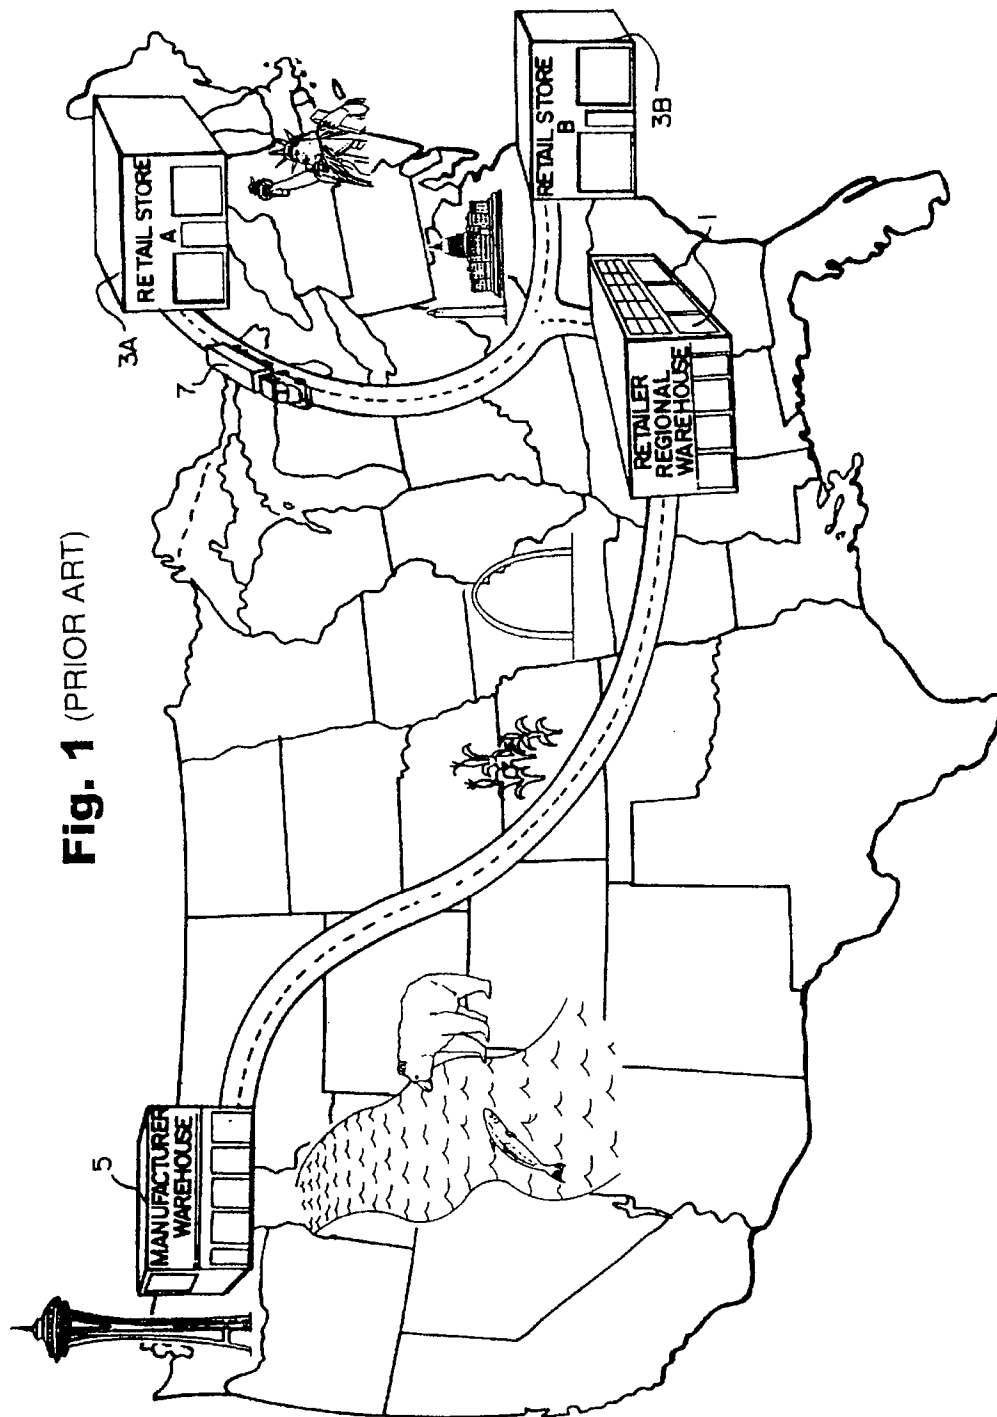 Fig. 1 (PRIOR ART)
5
MANUFACTURER
WAREHOUSE
3A
RETAIL STORE
A
7
RETAIL STORE
B
3B
RETAILER
REGIONAL
WAREHOUSE
1